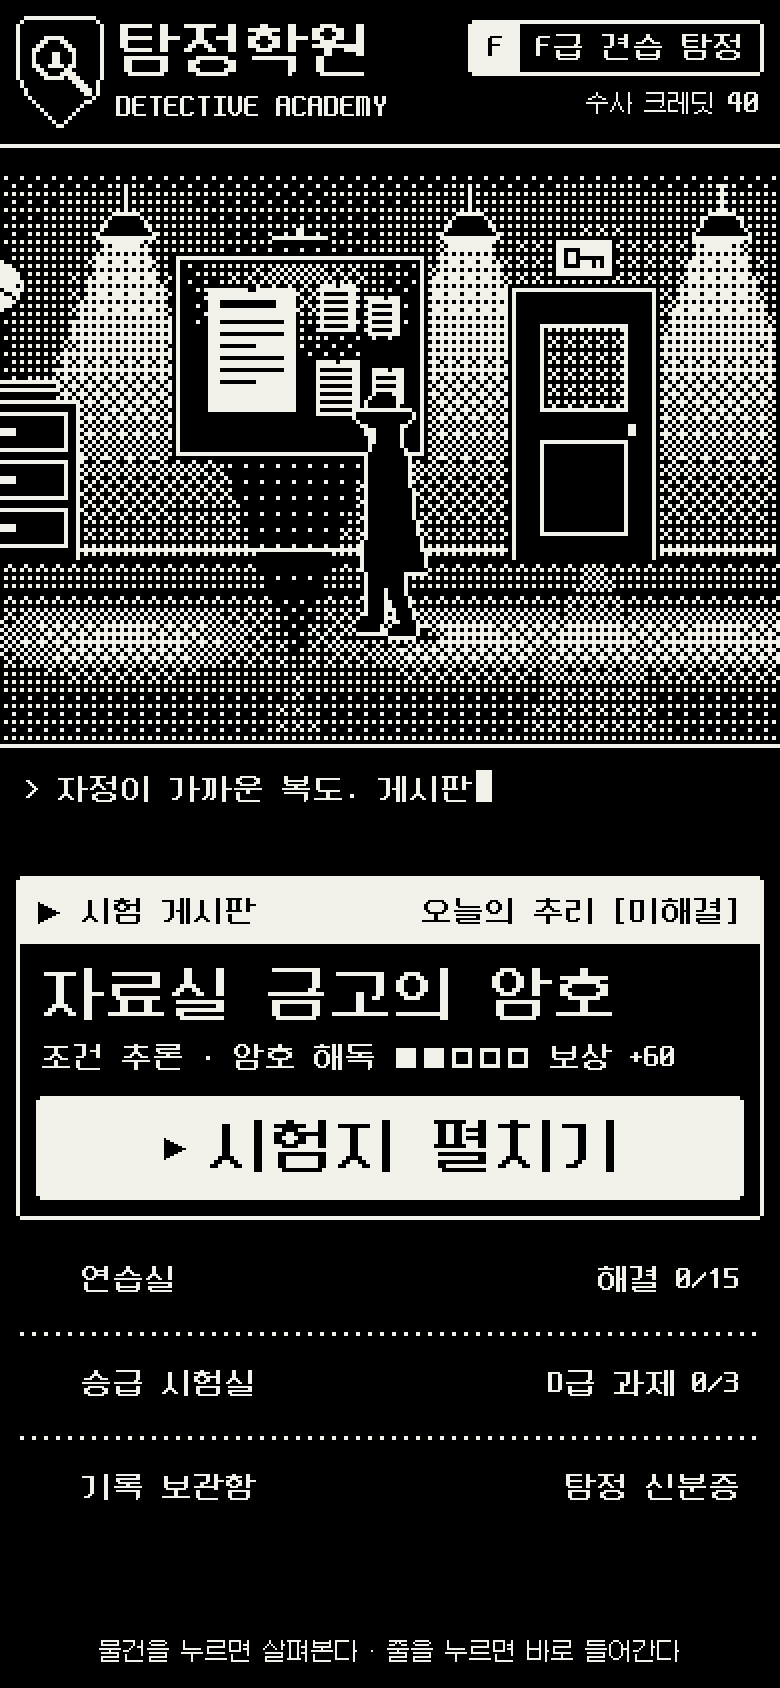 탐정학원
DETECTIVE ACADEMY
F F급 견습 탐정
수사 크레딧 40
> 자정이 가까운 복도. 게시판
▶ 시험 게시판 오늘의 추리 [미해결]
자료실 금고의 암호
조건 추론 · 암호 해독 ■■□□□ 보상 +60
▶ 시험지 펼치기
연습실 해결 0/15
승급 시험실 D급 과제 0/3
기록 보관함 탐정 신분증
물건을 누르면 살펴본다 · 줄을 누르면 바로 들어간다